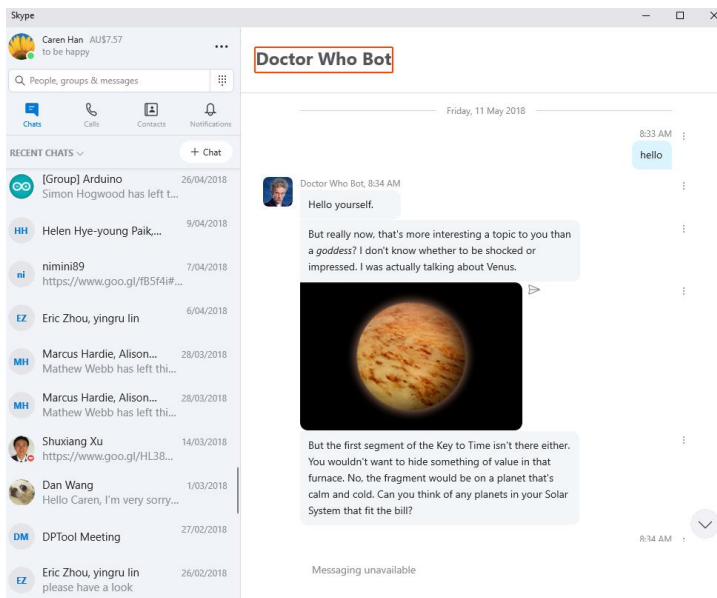 Skype
Caren Han AU$7.57
to be happy
People, groups & messages
Chats
Calls
Contacts
Notifications
RECENT CHATS
+ Chat
[Group] Arduino 26/04/2018
Simon Hogwood has left t...
HH
Helen Hye-young Paik,... 9/04/2018
ni
nimini89 7/04/2018
https://www.goo.gl/fB5f4i#...
EZ
Eric Zhou, yingru lin 6/04/2018
MH
Marcus Hardie, Alison... 28/03/2018
Mathew Webb has left thi...
MH
Marcus Hardie, Alison... 28/03/2018
Mathew Webb has left thi...
Shuxiang Xu 14/03/2018
https://www.goo.gl/HL38...
Dan Wang 1/03/2018
Hello Caren, I'm very sorry...
DM
DPTool Meeting 27/02/2018
EZ
Eric Zhou, yingru lin 26/02/2018
please have a look
Doctor Who Bot
Friday, 11 May 2018
8:33 AM
hello
Doctor Who Bot, 8:34 AM
Hello yourself.
But really now, that's more interesting a topic to you than
a goddess? I don't know whether to be shocked or
impressed. I was actually talking about Venus.
But the first segment of the Key to Time isn't there either.
You wouldn't want to hide something of value in that
furnace. No, the fragment would be on a planet that's
calm and cold. Can you think of any planets in your Solar
System that fit the bill?
8:34 AM
Messaging unavailable